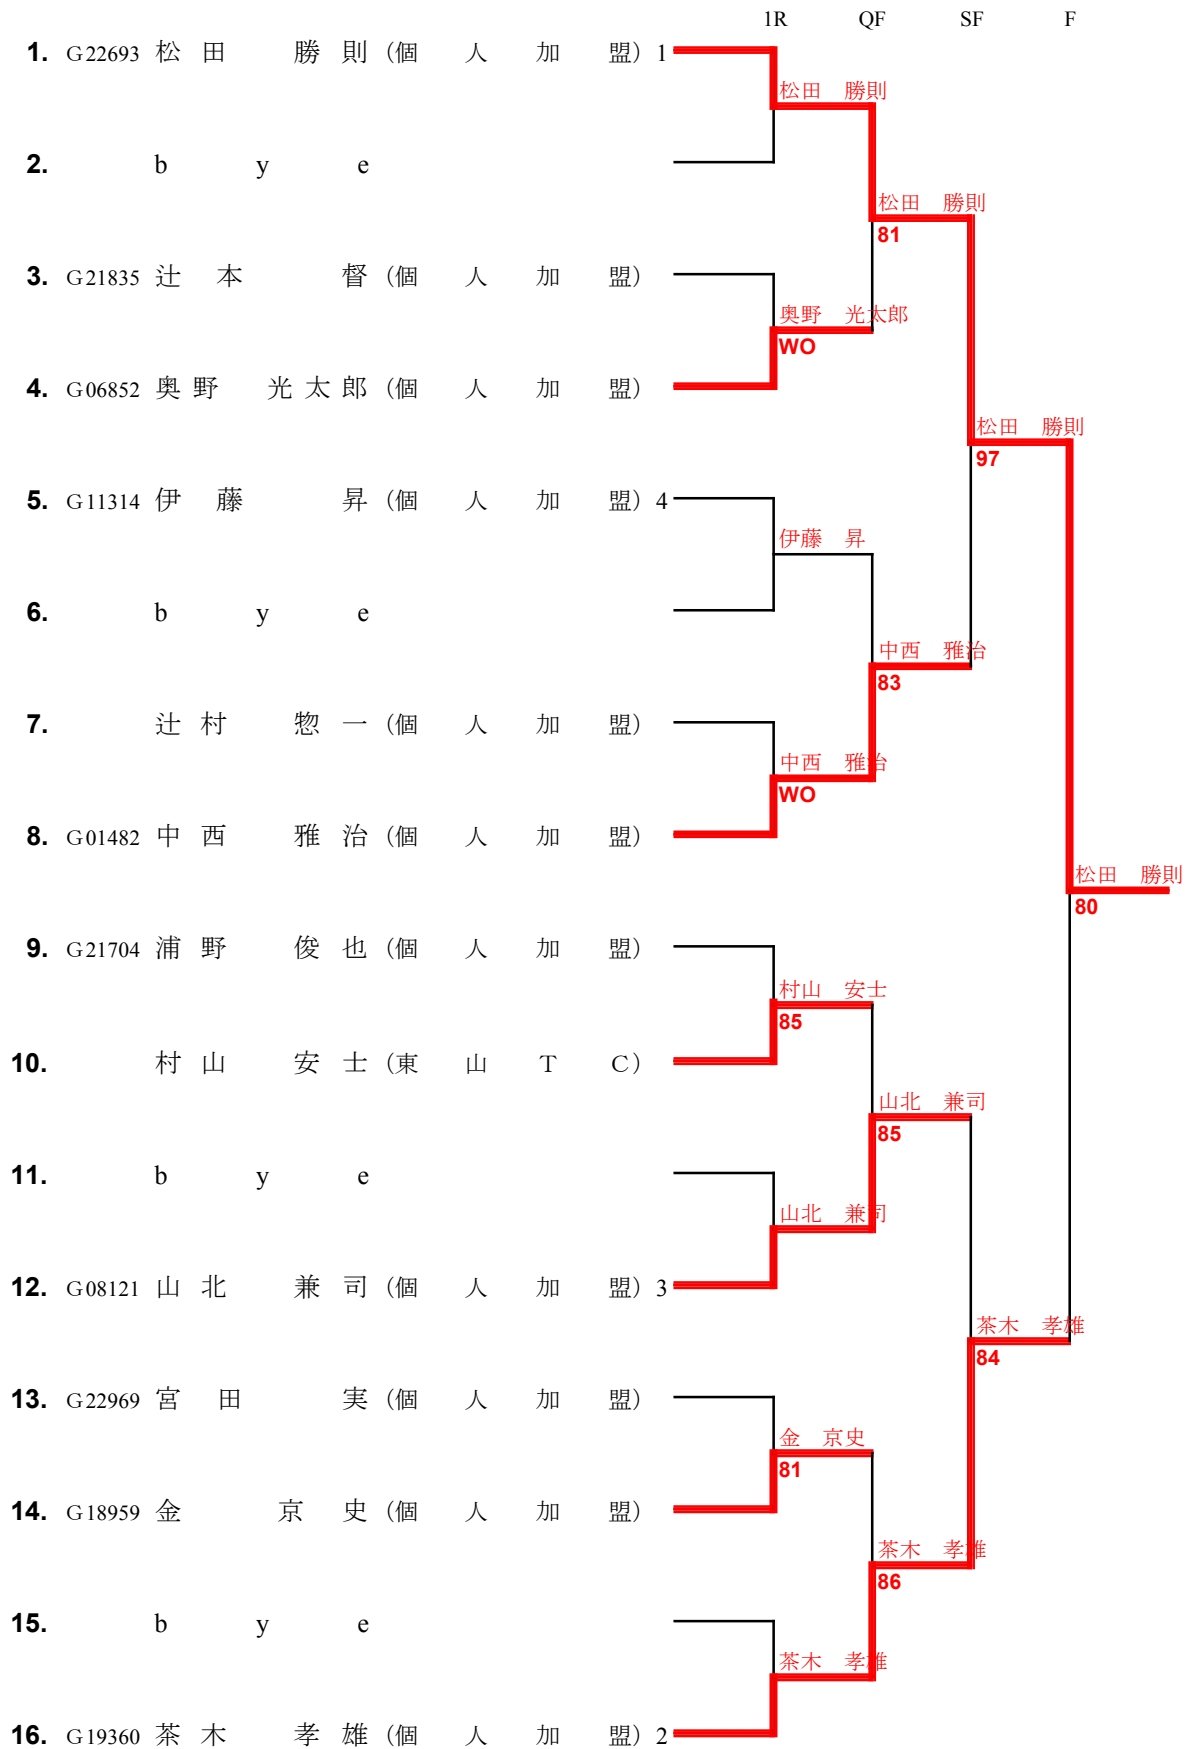 1R QF SF F
1. G22693 松田 勝則 (個人加盟) 1
松田 勝則
2. bye
松田 勝則
81
3. G21835 辻本 督 (個人加盟)
奥野 光太郎
WO
4. G06852 奥野 光太郎 (個人加盟)
松田 勝則
97
5. G11314 伊藤 昇 (個人加盟) 4
伊藤 昇
6. bye
中西 雅治
83
7. 辻村 惣一 (個人加盟)
中西 雅治
WO
8. G01482 中西 雅治 (個人加盟)
松田 勝則
80
9. G21704 浦野 俊也 (個人加盟)
村山 安士
85
10. 村山 安士 (東山TC)
山北 兼司
85
11. bye
山北 兼司
12. G08121 山北 兼司 (個人加盟) 3
茶木 孝雄
84
13. G22969 宮田 実 (個人加盟)
金 京史
81
14. G18959 金 京史 (個人加盟)
茶木 孝雄
86
15. bye
茶木 孝雄
16. G19360 茶木 孝雄 (個人加盟) 2